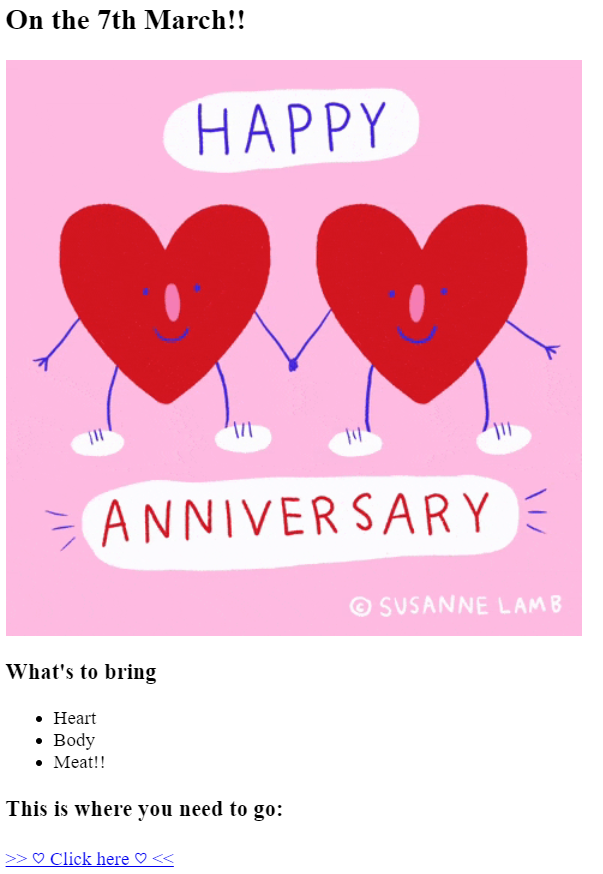 On the 7th March!!
HAPPY
ANNIVERSARY
© SUSANNE LAMB
What's to bring
• Heart
• Body
• Meat!!
This is where you need to go:
>> ♡ Click here ♡ <<